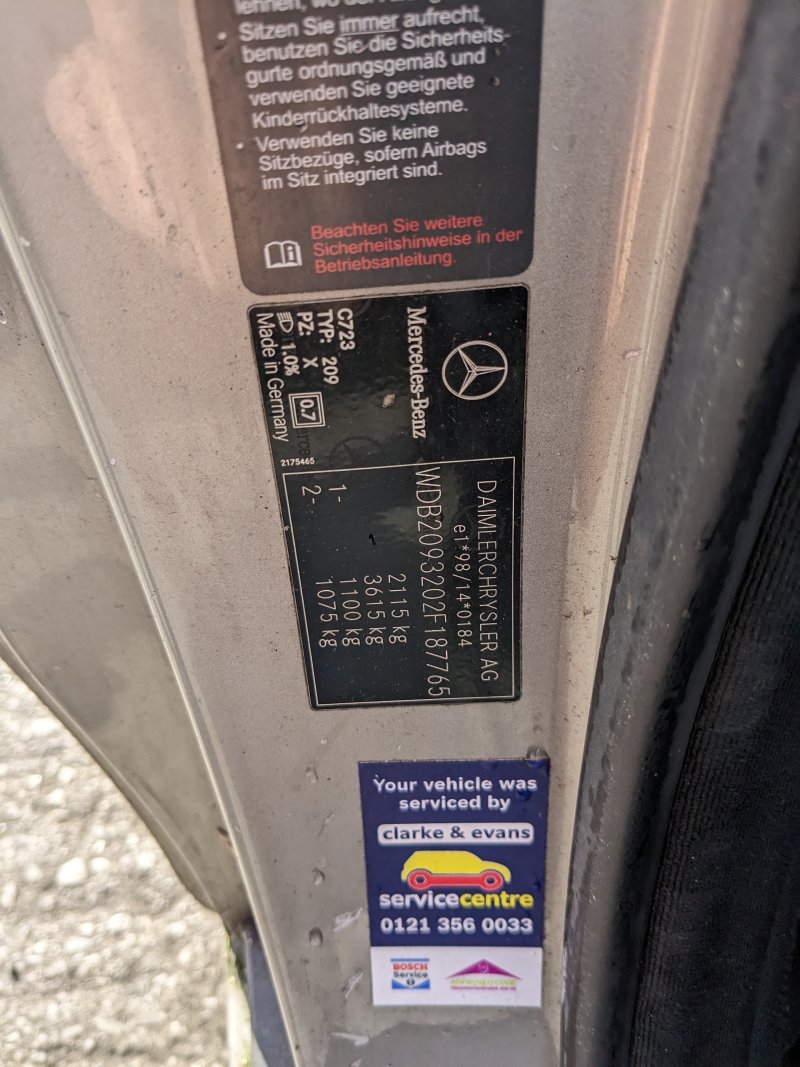 lehnen, wo
Sitzen Sie immer aufrecht,
benutzen Sie die Sicherheits-
gurte ordnungsgemäß und
verwenden Sie geeignete
Kinderrückhaltesysteme.
Verwenden Sie keine
Sitzbezüge, sofern Airbags
im Sitz integriert sind.
Beachten Sie weitere
Sicherheitshinweise in der
Betriebsanleitung.
Mercedes-Benz
C723
TYP: 209
PZ: X
1.0% 0.7
Made in Germany
2175465
DAIMLERCHRYSLER AG
e1*98/14*0184
WDB2093202F187765
2115 kg
3615 kg
1- 1100 kg
2- 1075 kg
Your vehicle was
serviced by
clarke & evans
servicecentre
0121 356 0033
BOSCH
Service
APPROVED CODE